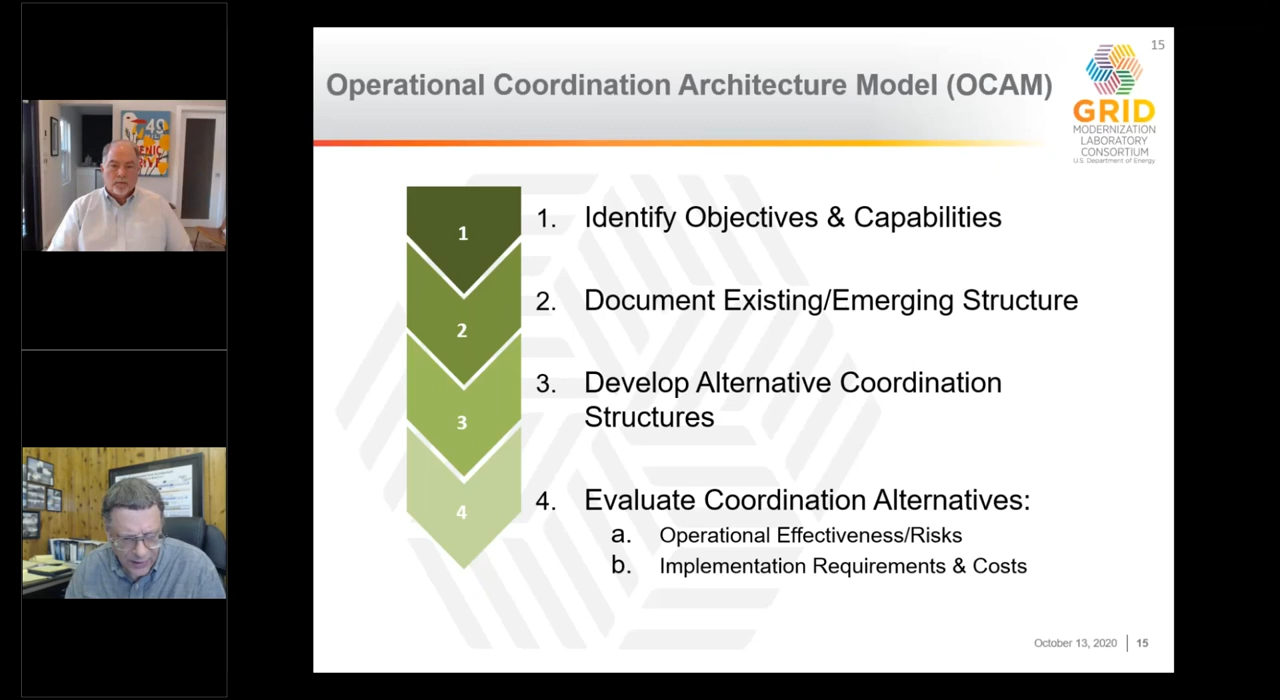 15
Operational Coordination Architecture Model (OCAM)
GRID
MODERNIZATION
LABORATORY
CONSORTIUM
U.S. Department of Energy
1
1. Identify Objectives & Capabilities
2
2. Document Existing/Emerging Structure
3
3. Develop Alternative Coordination
Structures
4
4. Evaluate Coordination Alternatives:
a. Operational Effectiveness/Risks
b. Implementation Requirements & Costs
October 13, 2020 | 15
49